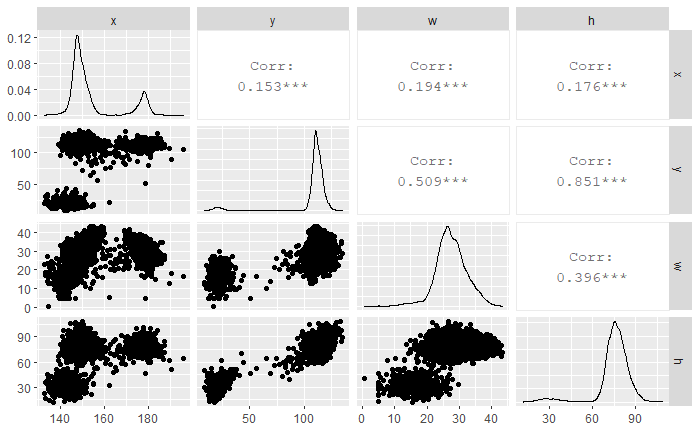 x y w h
0.12
0.08
0.04
0.00
Corr:
0.153***
Corr:
0.194***
Corr:
0.176***
x
100
50
Corr:
0.509***
Corr:
0.851***
y
40
30
20
10
0
Corr:
0.396***
w
90
60
30
h
140 160 180 50 100 0 10 20 30 40 30 60 90